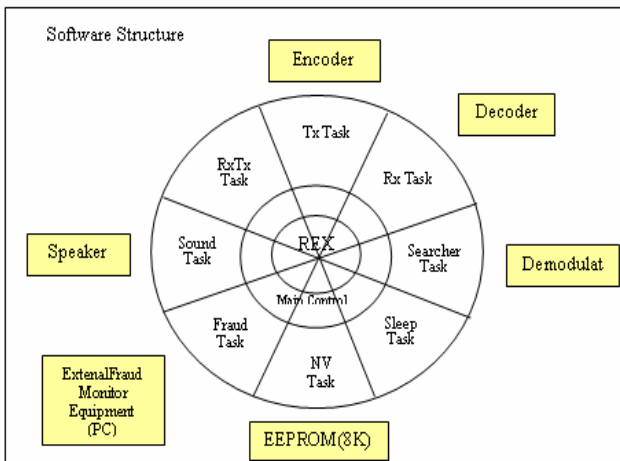 Software Structure
Encoder
Decoder
Tx Task
RxTx
Task
Rx Task
Speaker
Sound
Task
REX
Searcher
Task
Demodulat
Main Control
Fraud
Task
Sleep
Task
NV
Task
ExtenalFraud
Monitor
Equipment
(PC)
EEPROM(8K)